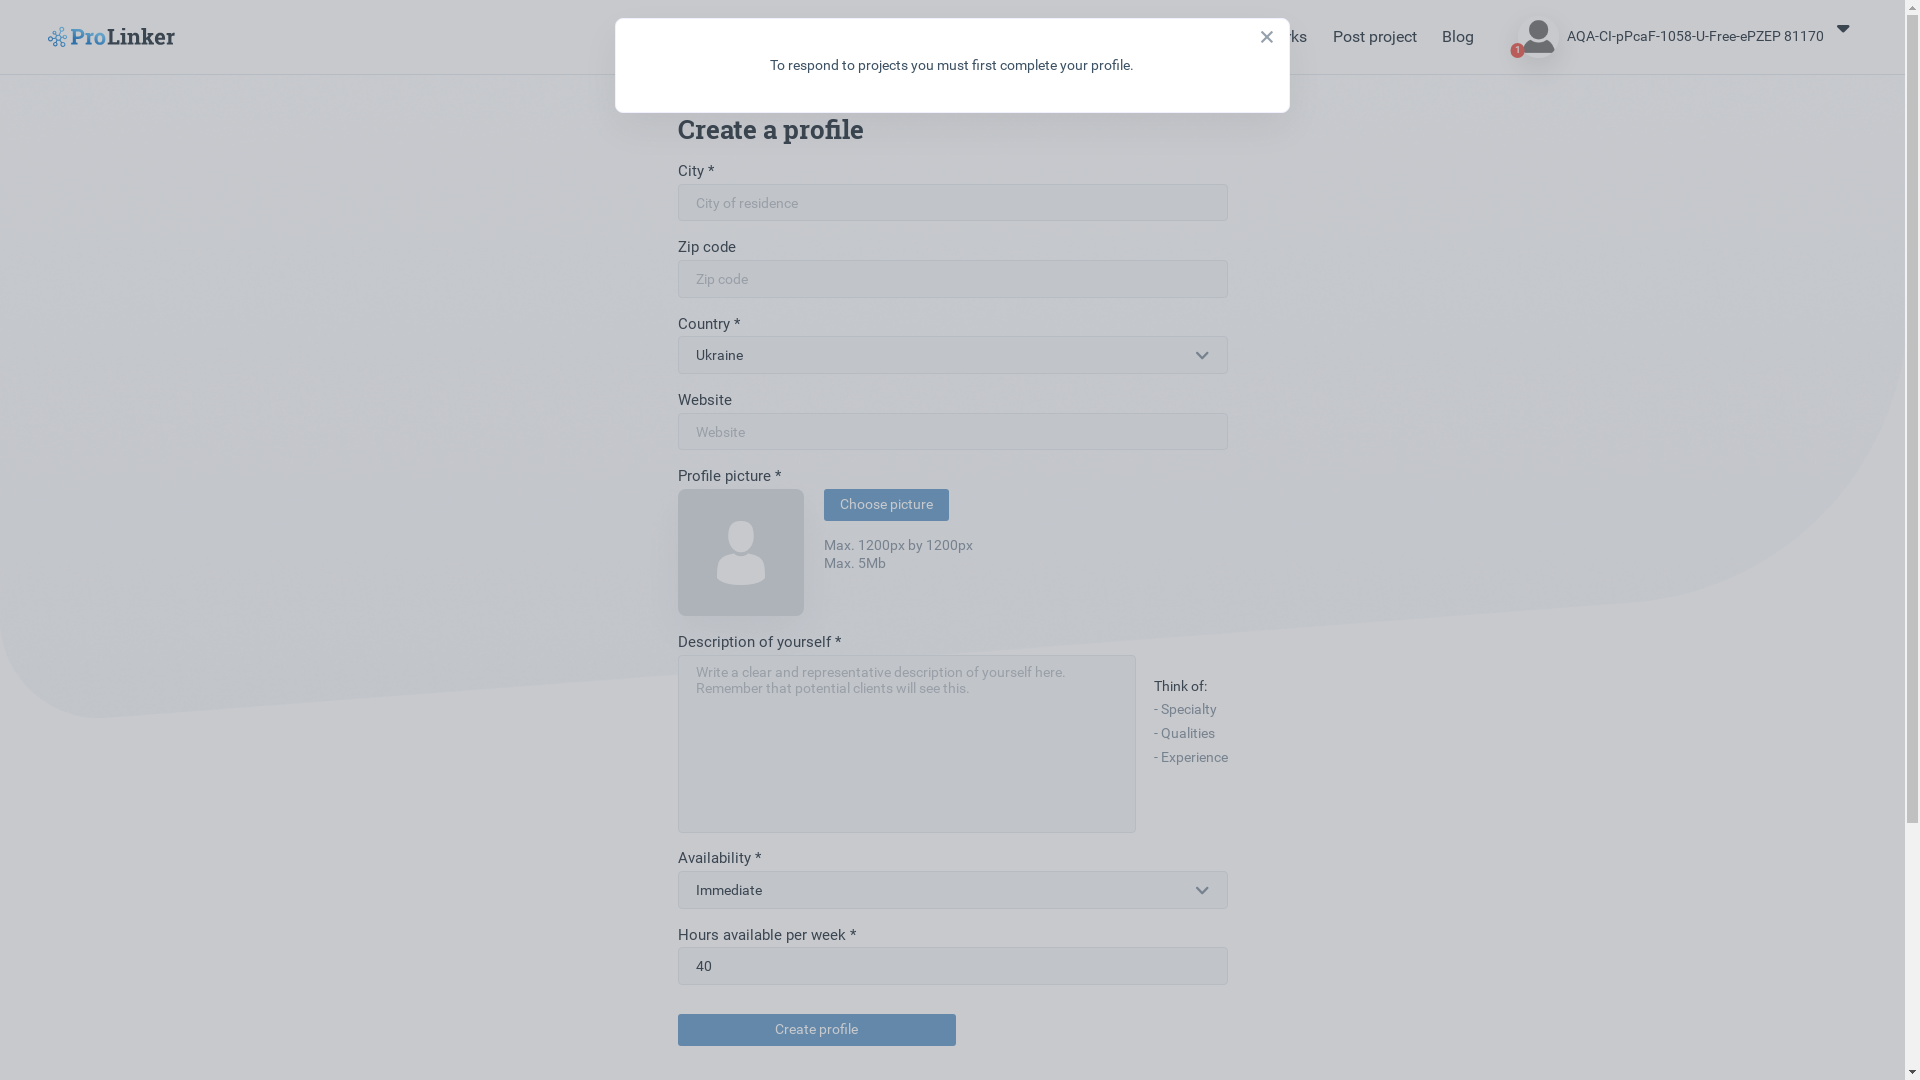 ProLinker
Post project
Blog
1
AQA-CI-pPcaF-1058-U-Free-ePZEP 81170
To respond to projects you must first complete your profile.
Create a profile
City *
City of residence
Zip code
Zip code
Country *
Ukraine
Website
Website
Profile picture *
Choose picture
Max. 1200px by 1200px
Max. 5Mb
Description of yourself *
Write a clear and representative description of yourself here.
Remember that potential clients will see this.
Think of:
- Specialty
- Qualities
- Experience
Availability *
Immediate
Hours available per week *
40
Create profile